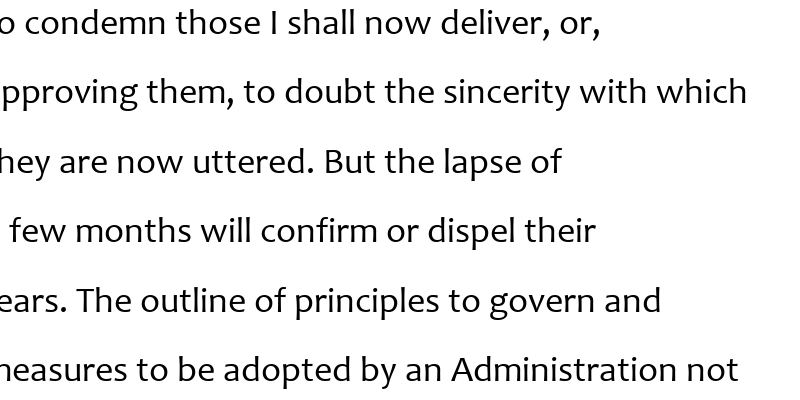 o condemn those I shall now deliver, or,
pproving them, to doubt the sincerity with which
hey are now uttered. But the lapse of
few months will confirm or dispel their
ears. The outline of principles to govern and
measures to be adopted by an Administration not